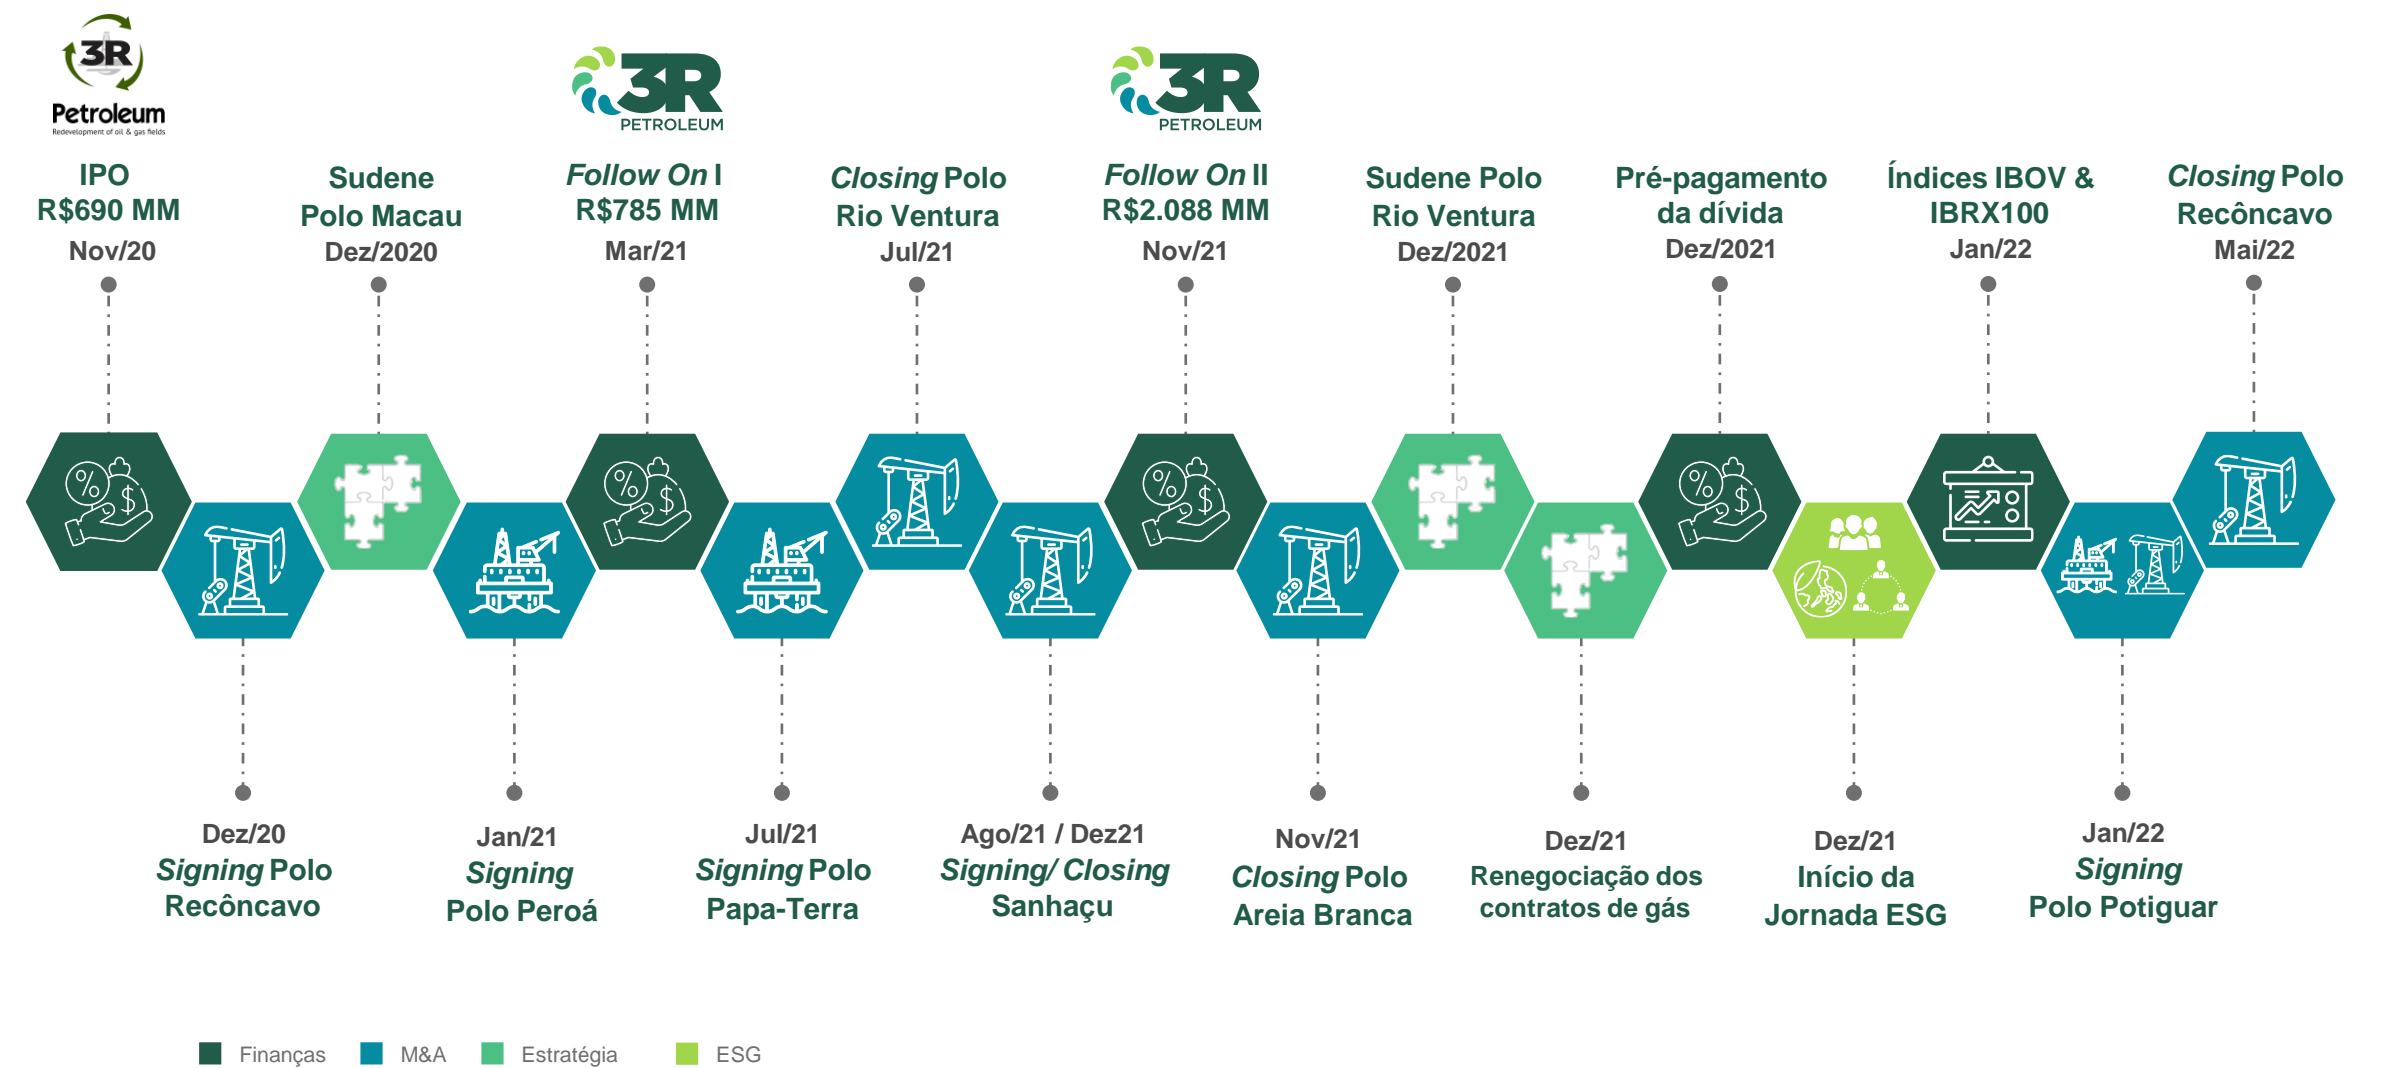 3R
Petroleum
Redevelopment of oil & gas fields
3R
PETROLEUM
3R
PETROLEUM
IPO
R$690 MM
Nov/20
Sudene
Polo Macau
Dez/2020
Follow On I
R$785 MM
Mar/21
Closing Polo
Rio Ventura
Jul/21
Follow On II
R$2.088 MM
Nov/21
Sudene Polo
Rio Ventura
Dez/2021
Pré-pagamento
da dívida
Dez/2021
Índices IBOV &
IBRX100
Jan/22
Closing Polo
Recôncavo
Mai/22
Dez/20
Signing Polo
Recôncavo
Jan/21
Signing
Polo Peroá
Jul/21
Signing Polo
Papa-Terra
Ago/21 / Dez21
Signing/ Closing
Sanhaçu
Nov/21
Closing Polo
Areia Branca
Dez/21
Renegociação dos
contratos de gás
Dez/21
Início da
Jornada ESG
Jan/22
Signing
Polo Potiguar
Finanças
M&A
Estratégia
ESG